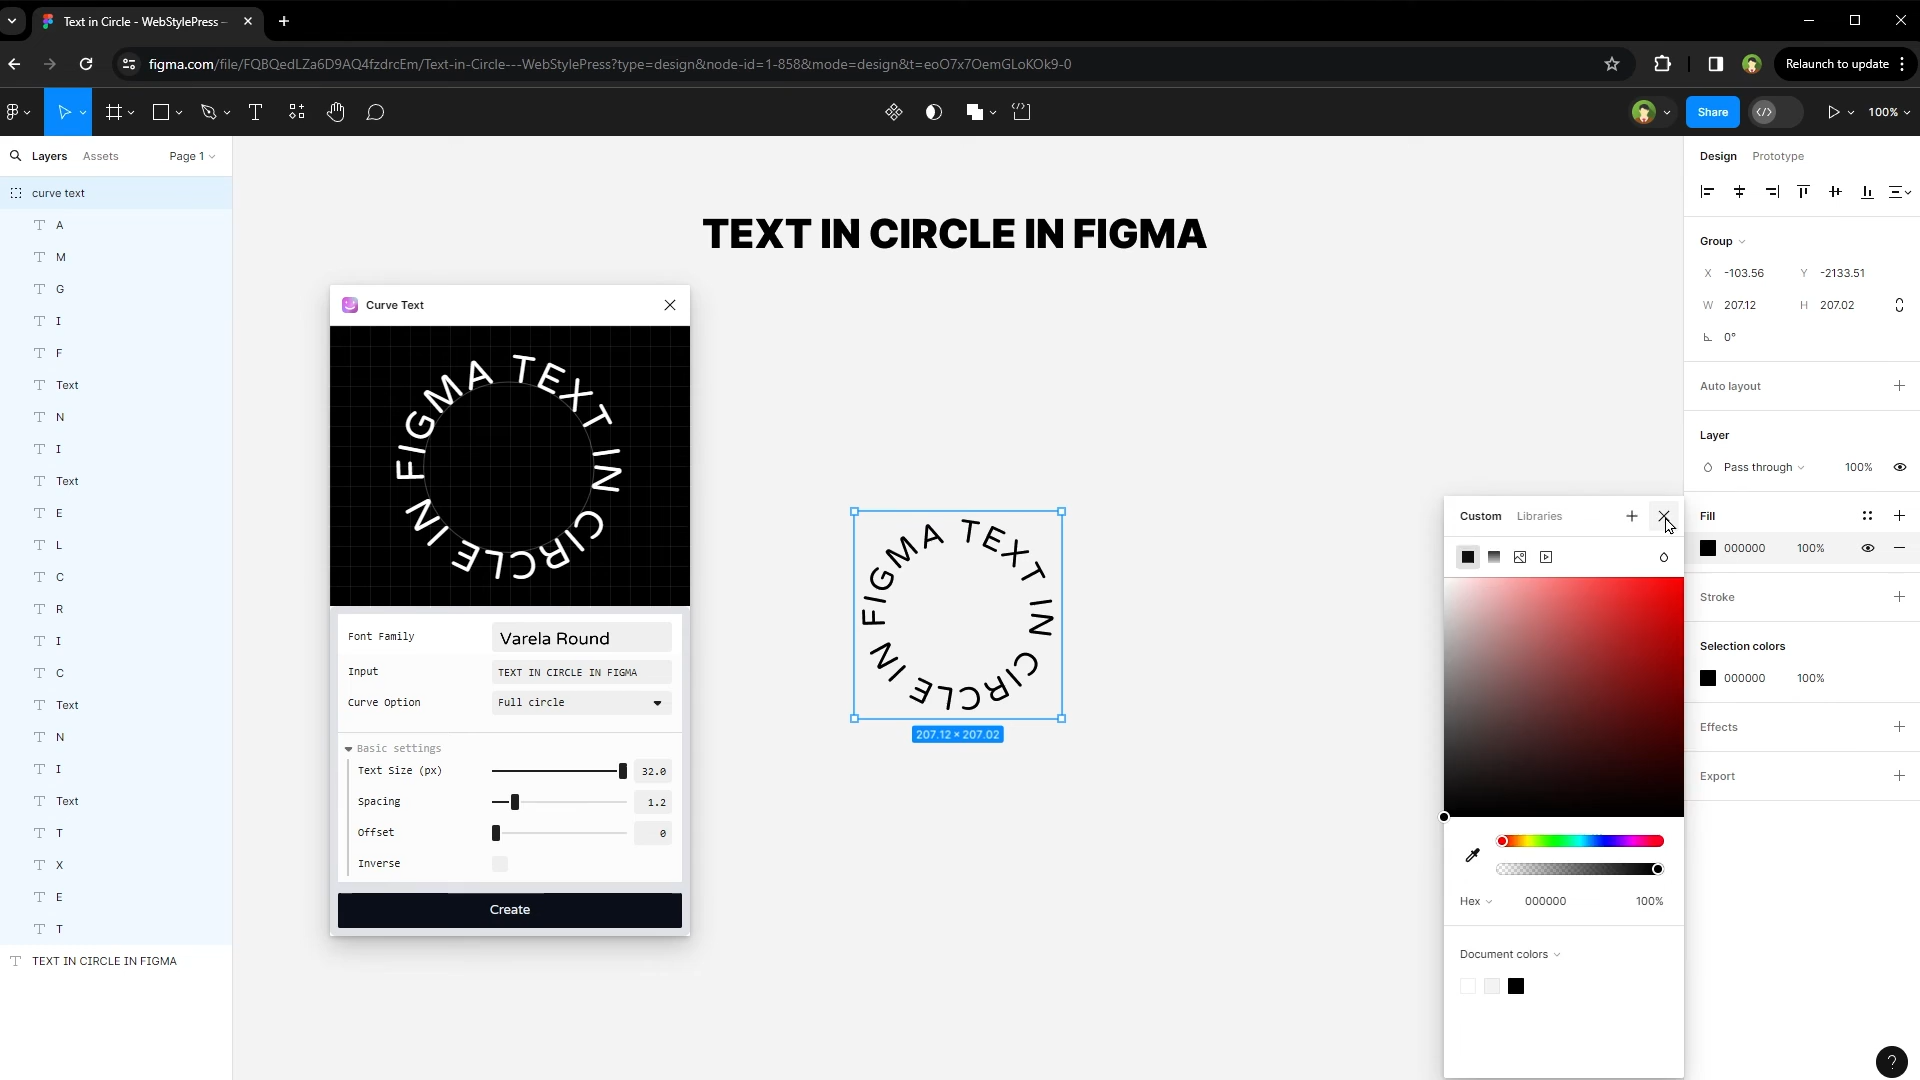 Text in Circle - WebStylePress -
figma.com/file/FQBQedLZa6D9AQ4fzdrcEm/Text-in-Circle---WebStylePress?type=design&node-id=1-858&mode=design&t=eoO7x7OemGLoKOk9-0
Relaunch to update
Share
100%
Layers
Assets
Page 1
Design
Prototype
curve text
A
M
G
I
F
Text
N
I
Text
E
L
C
R
I
C
Text
N
I
Text
T
X
E
T
TEXT IN CIRCLE IN FIGMA
TEXT IN CIRCLE IN FIGMA
Curve Text
TEXT IN CIRCLE IN FIGMA
Font Family
Varela Round
Input
TEXT IN CIRCLE IN FIGMA
Curve Option
Full circle
Basic settings
Text Size (px)
32.0
Spacing
1.2
Offset
0
Inverse
Create
TEXT IN CIRCLE IN FIGMA
207.12 × 207.02
Custom
Libraries
Hex
000000
100%
Document colors
Group
X
-103.56
Y
-2133.51
W
207.12
H
207.02
0°
Auto layout
Layer
Pass through
100%
Fill
000000
100%
Stroke
Selection colors
000000
100%
Effects
Export
?